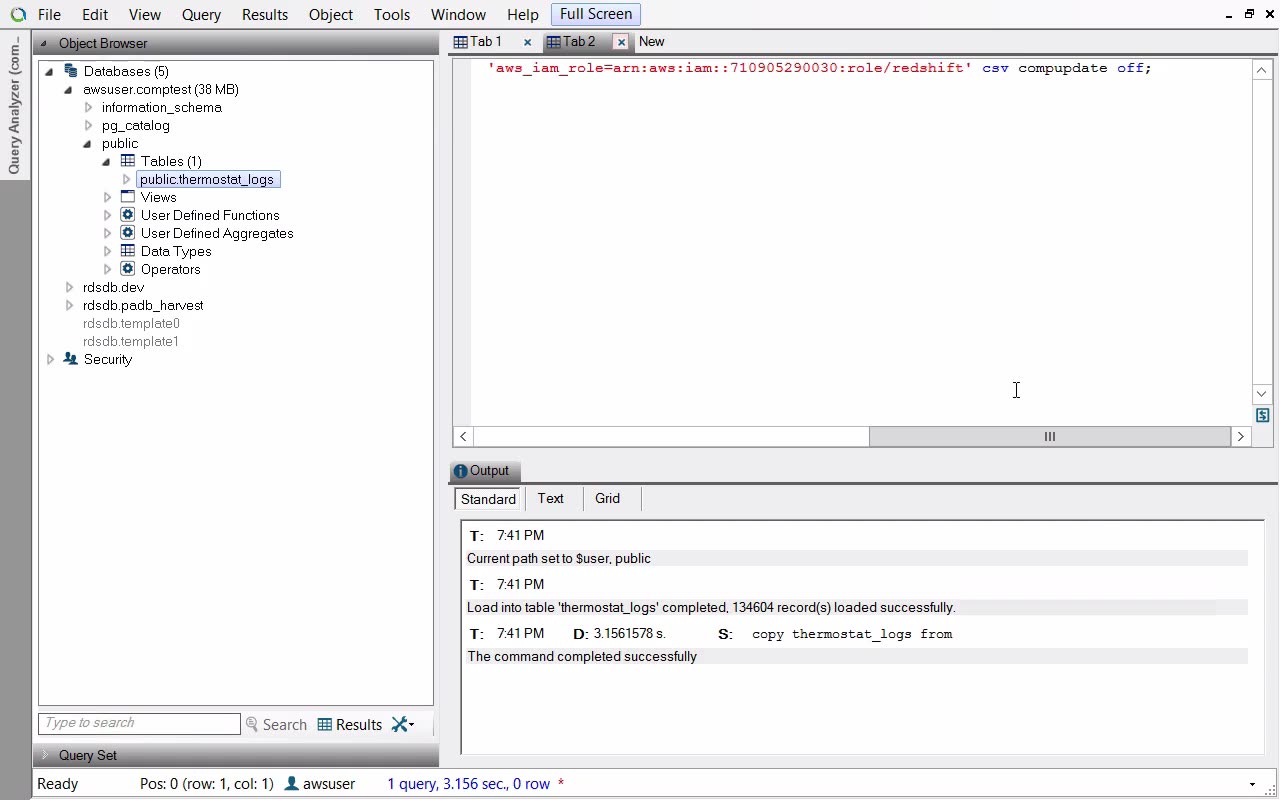 File Edit View Query Results Object Tools Window Help Full Screen
Query Analyzer (com...
Object Browser
Databases (5)
awsuser.comptest (38 MB)
information_schema
pg_catalog
public
Tables (1)
public.thermostat_logs
Views
User Defined Functions
User Defined Aggregates
Data Types
Operators
rdsdb.dev
rdsdb.padb_harvest
rdsdb.template0
rdsdb.template1
Security
Type to search Search Results
Query Set
Tab 1 Tab 2 New
'aws_iam_role=arn:aws:iam::710905290030:role/redshift' csv compupdate off;
Output
Standard Text Grid
T: 7:41 PM
Current path set to $user, public
T: 7:41 PM
Load into table 'thermostat_logs' completed, 134604 record(s) loaded successfully.
T: 7:41 PM D: 3.1561578 s. S: copy thermostat_logs from
The command completed successfully
Ready Pos: 0 (row: 1, col: 1) awsuser 1 query, 3.156 sec., 0 row *